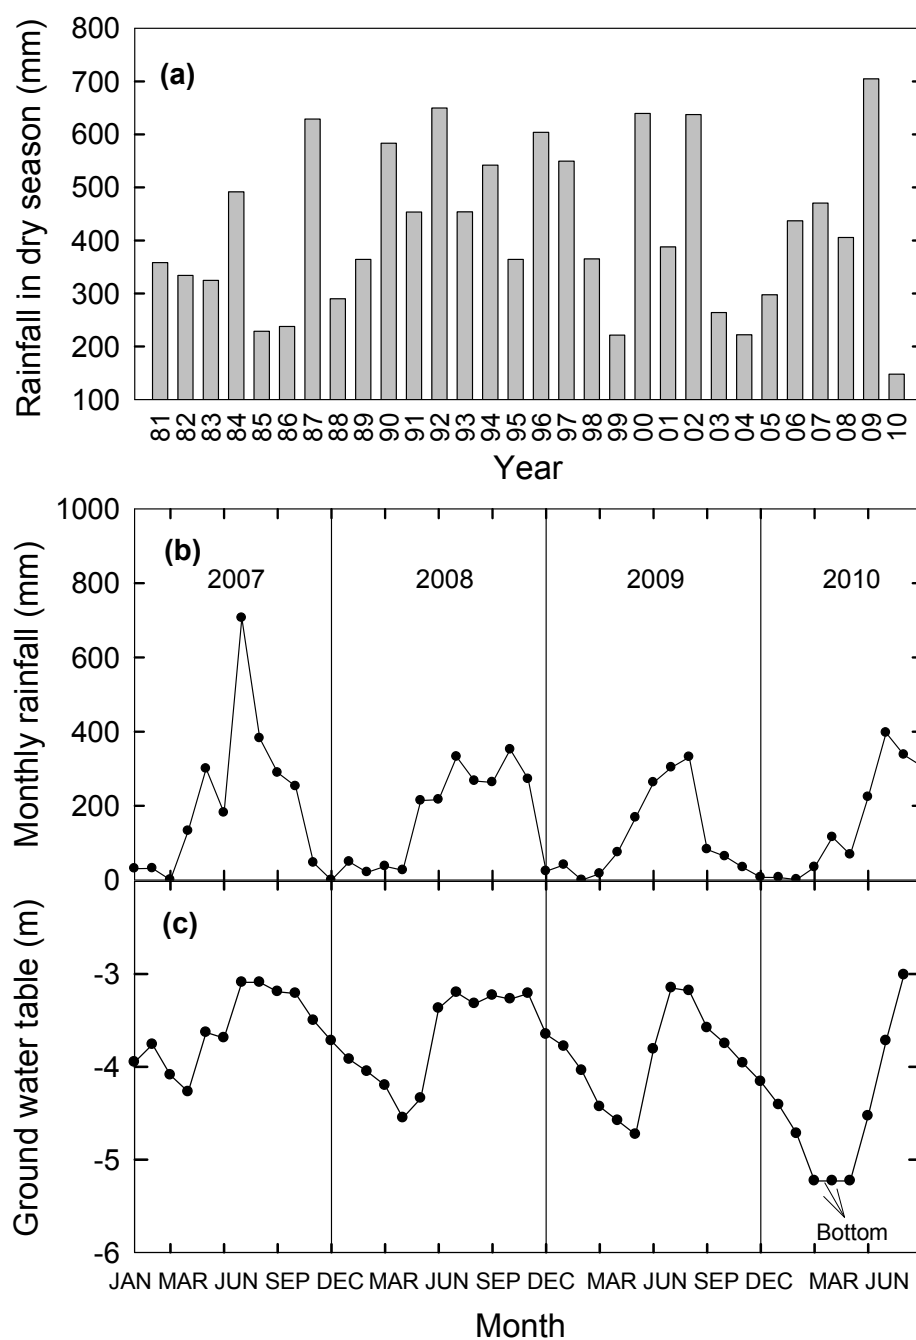 800
700
600
500
400
300
200
100
Rainfall in dry season (mm)
(a)
81 82 83 84 85 86 87 88 89 90 91 92 93 94 95 96 97 98 99 00 01 02 03 04 05 06 07 08 09 10
Year
1000
800
600
400
200
0
Monthly rainfall (mm)
(b)
2007 2008 2009 2010
-3
-4
-5
-6
Ground water table (m)
(c)
Bottom
JAN MAR JUN SEP DEC MAR JUN SEP DEC MAR JUN SEP DEC MAR JUN
Month